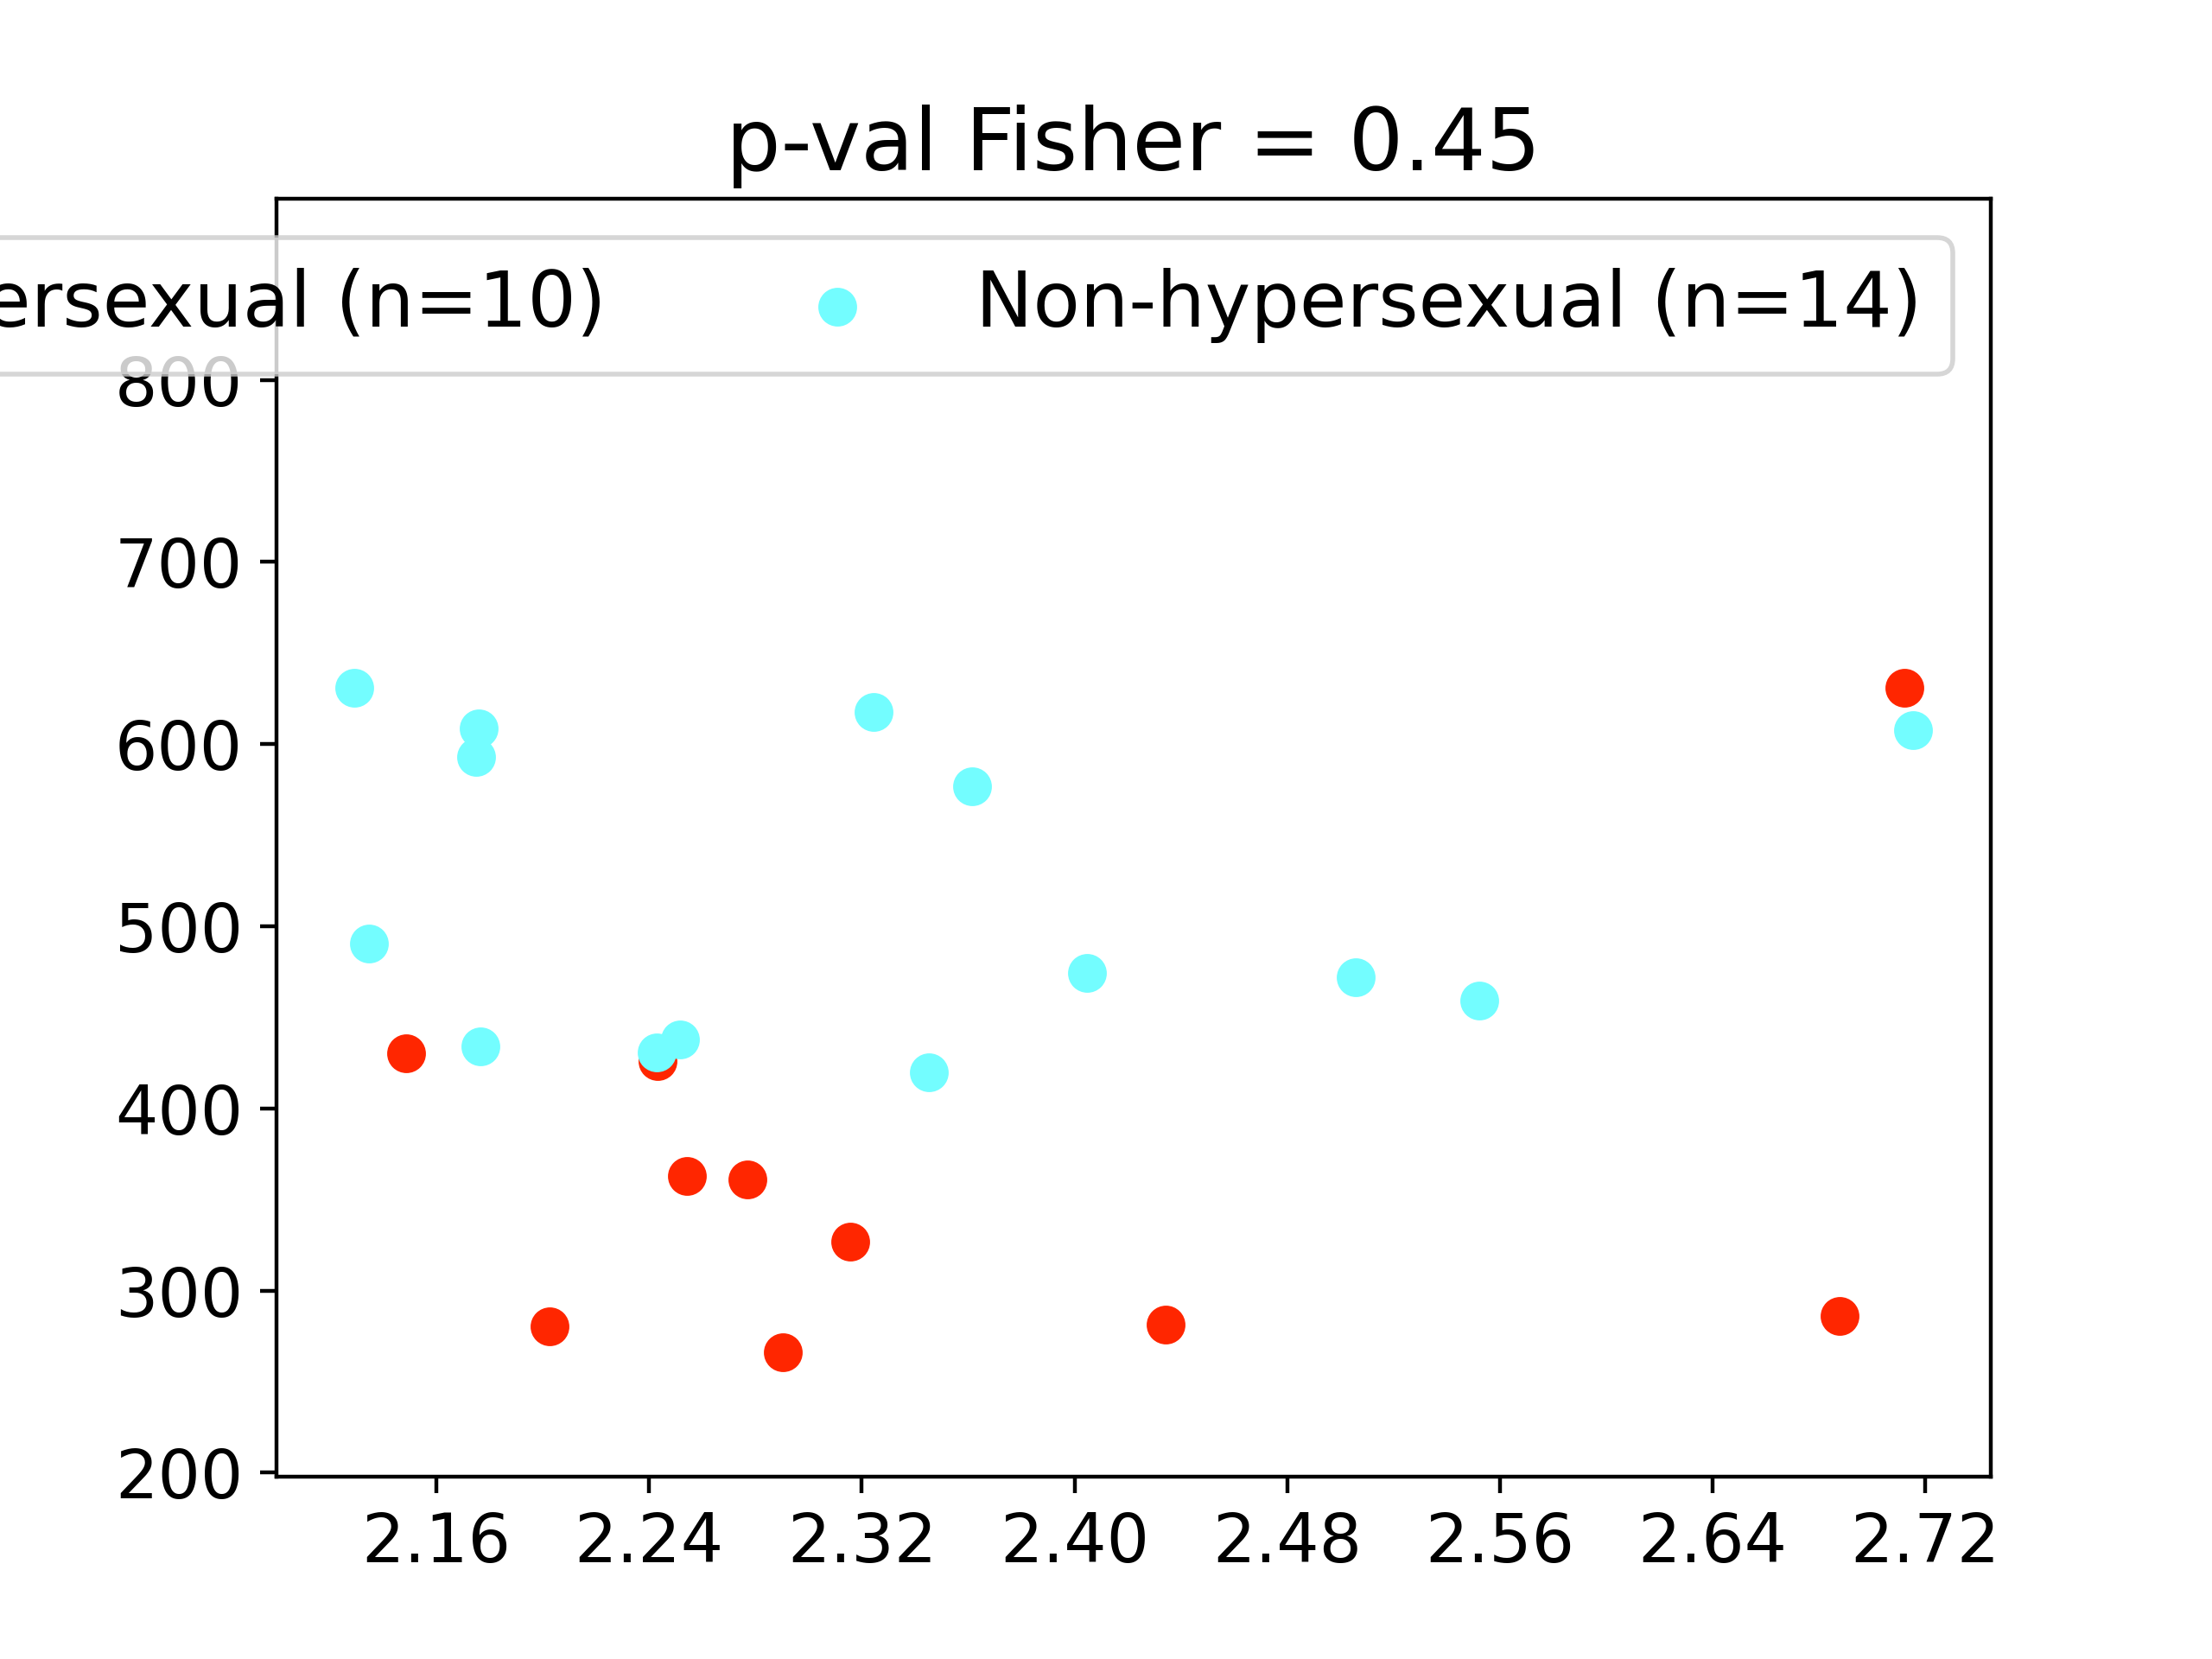 p-val Fisher = 0.45
ersexual (n=10) Non-hypersexual (n=14)
800
700
600
500
400
300
200
2.16 2.24 2.32 2.40 2.48 2.56 2.64 2.72